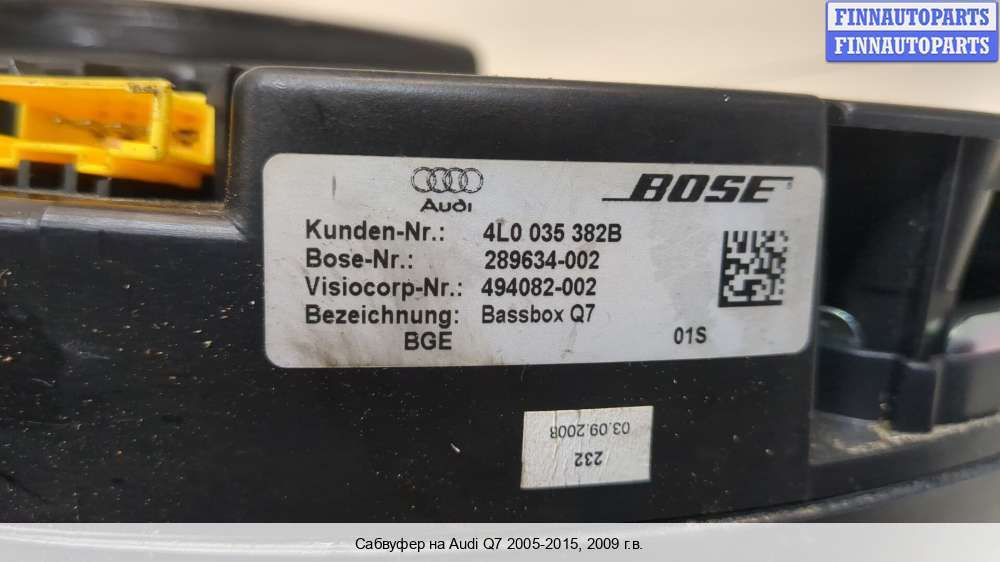 FINNAUTOPARTS
FINNAUTOPARTS
Audi
BOSE
Kunden-Nr.: 4L0 035 382B
Bose-Nr.: 289634-002
Visiocorp-Nr.: 494082-002
Bezeichnung: Bassbox Q7
BGE 01S
03.09.2008
232
Сабвуфер на Audi Q7 2005-2015, 2009 г.в.